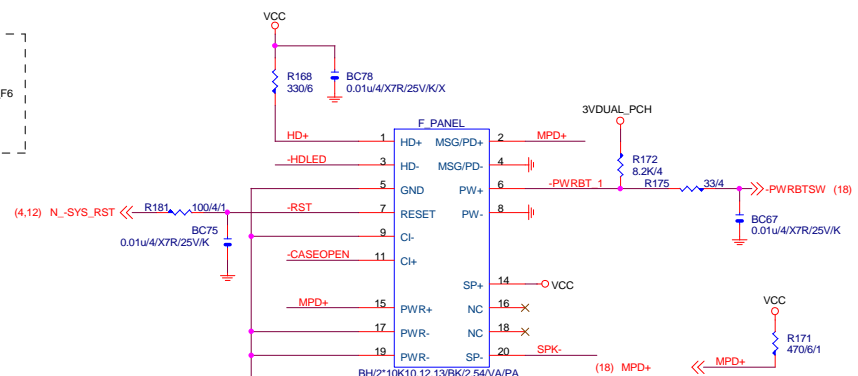 VCC
F6
R168
330/6
BC78
0.01u/4/X7R/25V/K/X
3VDUAL_PCH
F_PANEL
HD+ 1 HD+ MSG/PD+ 2 MPD+
R172
8.2K/4
-HDLED 3 HD- MSG/PD- 4
5 GND PW+ 6 -PWRBT_1 R175 33/4 -PWRBTSW (18)
(4,12) N_-SYS_RST R181 100/4/1 -RST 7 RESET PW- 8
BC75
0.01u/4/X7R/25V/K
BC67
0.01u/4/X7R/25V/K
9 CI-
-CASEOPEN 11 CI+
SP+ 14 VCC
MPD+ 15 PWR+ NC 16
VCC
17 PWR- NC 18
R171
470/6/1
19 PWR- SP- 20 SPK-
(18) MPD+ MPD+
BH/2*10K10,12,13/BK/2.54/VA/PA